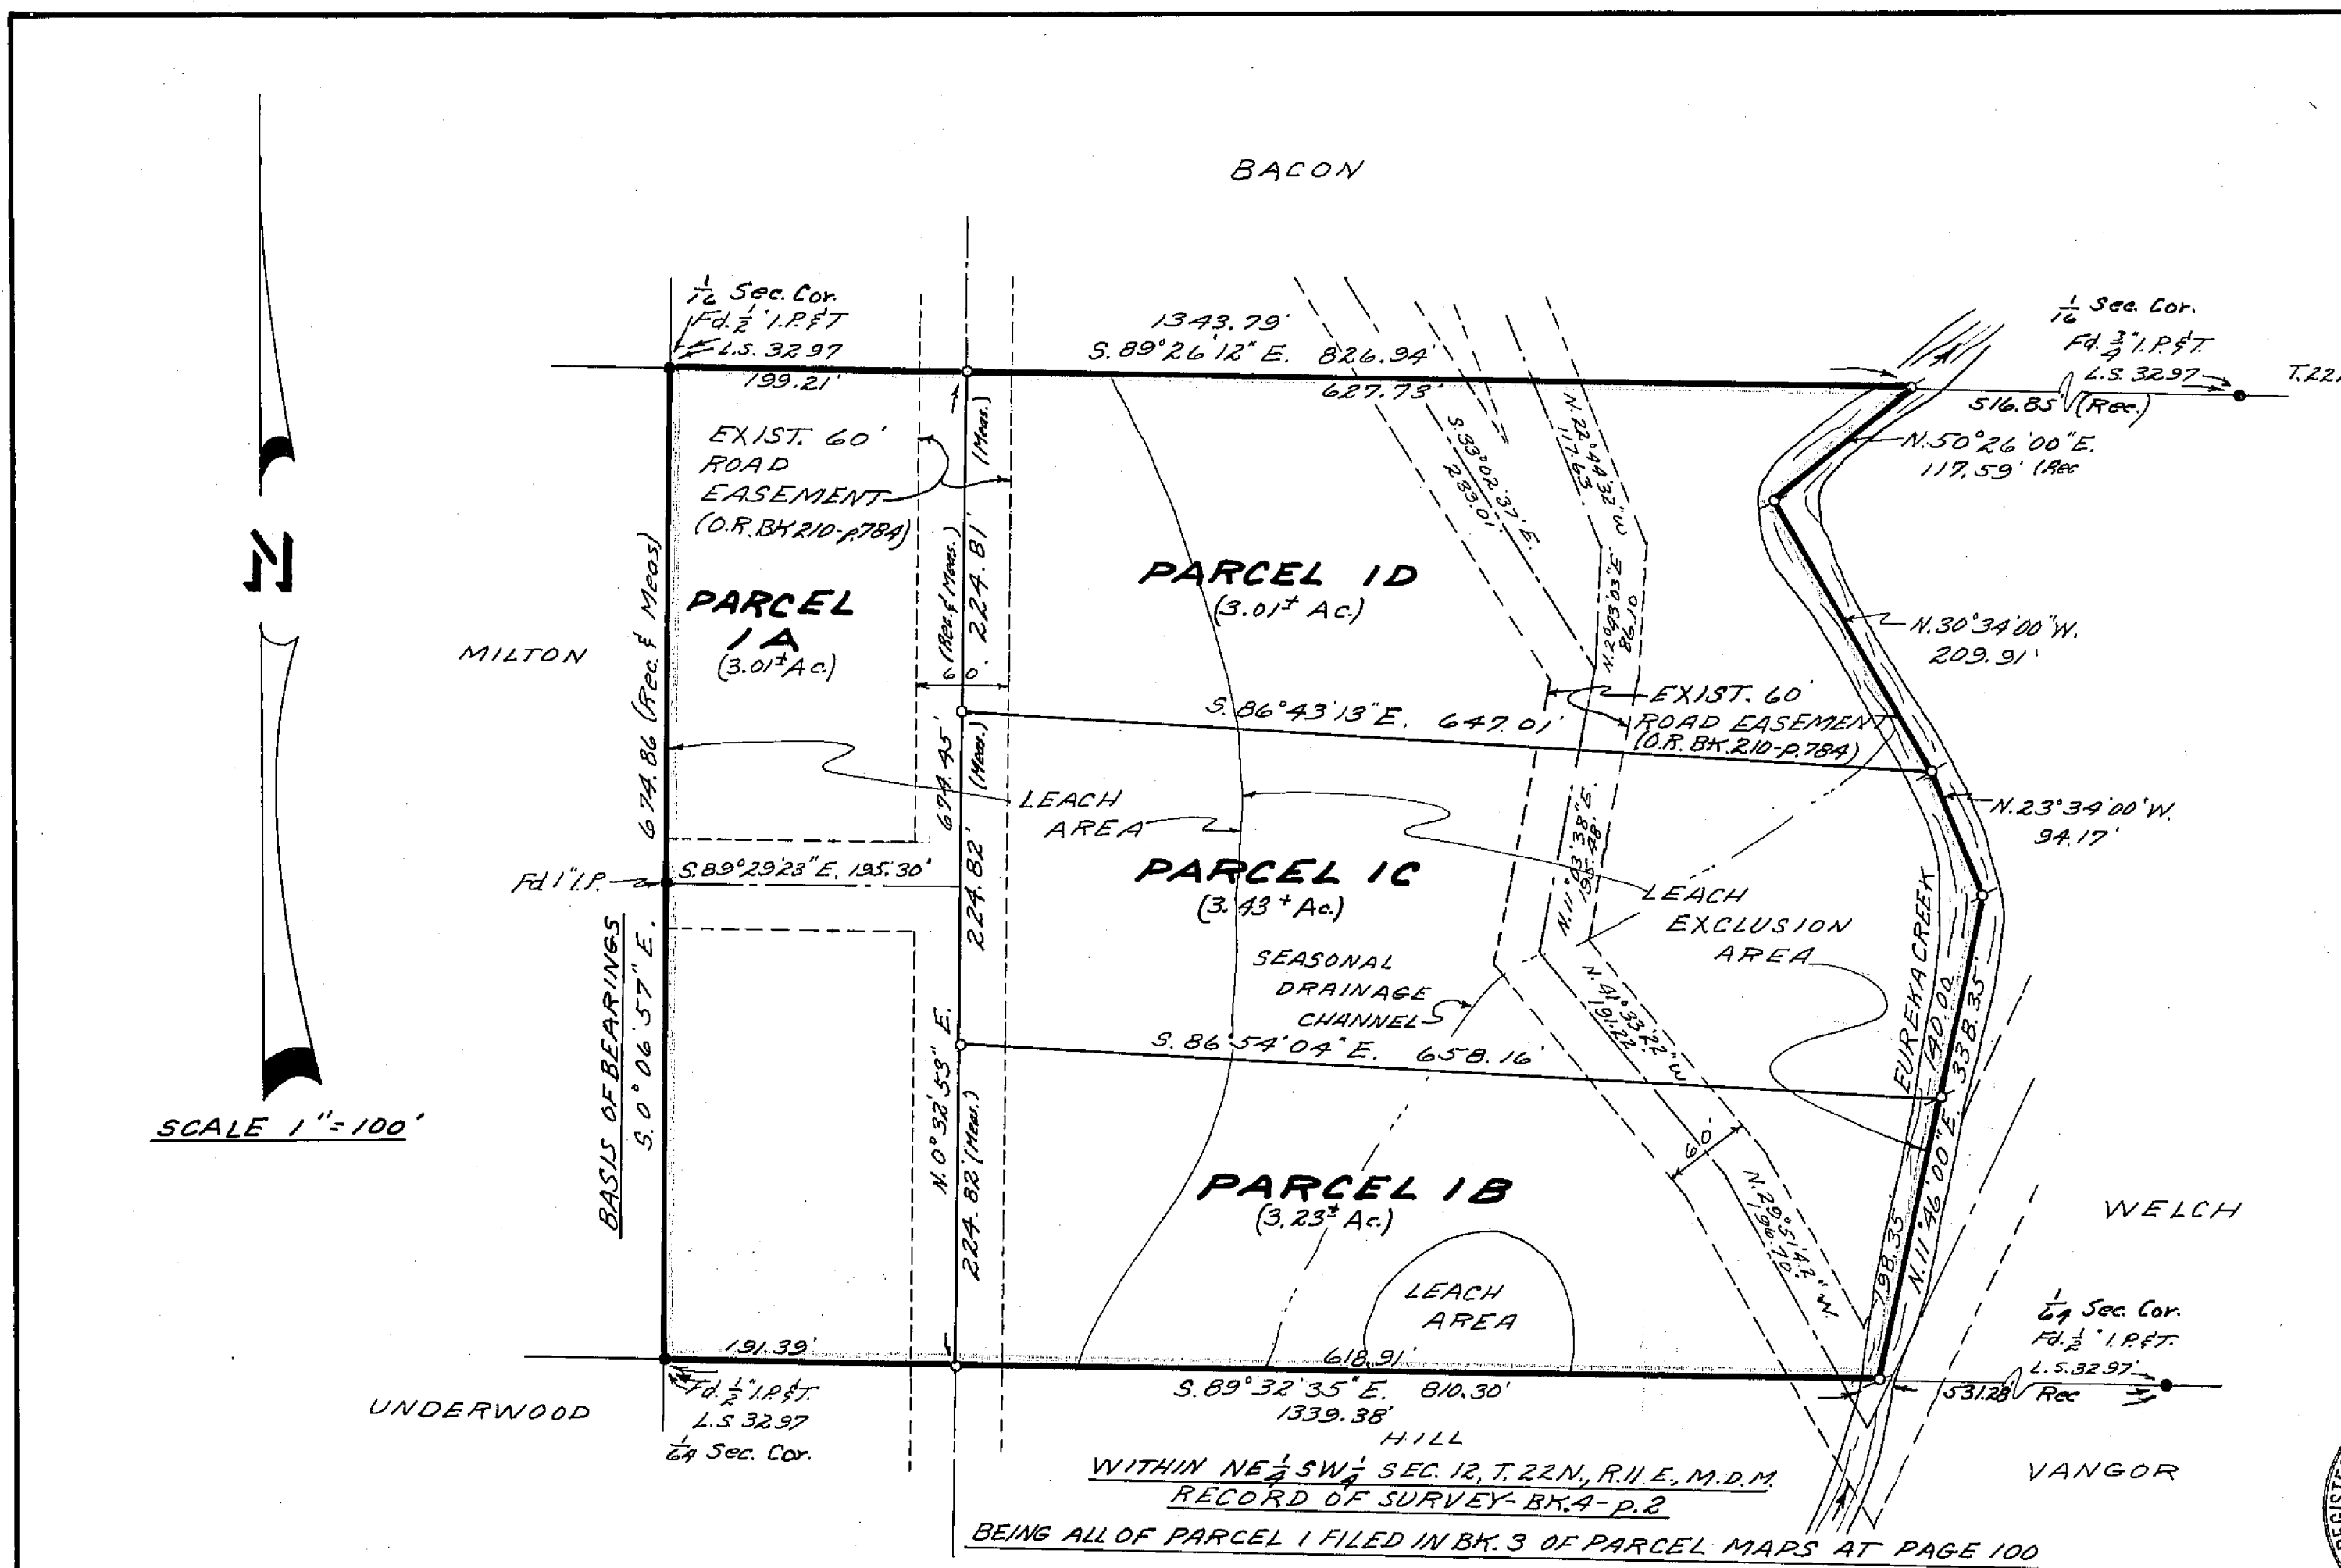 BACON
1/16 Sec. Cor.
Fd. 1/2" I.P.&T
L.S. 3297
199.21'
1343.79'
S. 89°26'12" E. 826.94'
627.73'
1/16 Sec. Cor.
Fd. 3/4" I.P.&T.
L.S. 3297
T.22
516.85' (Rec.)
N.50°26'00"E.
117.59' (Rec
EXIST. 60'
ROAD
EASEMENT
(O.R. BK 210-p.784)
(Meas.)
224.81'
6 (Rec. & Meas.)
60'
S.33°02'37"E.
233.01'
N.22°44'32"W
117.63
N.2°43'03"E
86.10
PARCEL 1D
(3.01± Ac.)
PARCEL
1A
(3.01± Ac.)
MILTON
674.86 (Rec. & Meas)
N
N.30°34'00"W.
209.91'
S. 86°43'13"E. 647.01'
EXIST. 60'
ROAD EASEMENT
(O.R. BK. 210-P.784)
674.45'
(Meas.)
224.82'
LEACH
AREA
N.11°03'38"E.
195.48'
N.23°34'00"W.
94.17'
Fd 1" I.P.
S.89°29'23"E. 195.30'
PARCEL 1C
(3.43 + Ac.)
LEACH
EXCLUSION
AREA
EUREKA CREEK
140.00
338.35'
N.11°46'00"E.
198.35
BASIS OF BEARINGS
S. 0°06'57" E.
SEASONAL
DRAINAGE
CHANNEL
N.41°33'22"W
191.22
N. 0°32'53" E.
S. 86°54'04"E. 658.16'
SCALE 1"=100'
224.82' (Meas.)
60'
PARCEL 1B
(3.23± Ac.)
N.29°51'42"W.
196.70'
WELCH
LEACH
AREA
1/64 Sec. Cor.
Fd. 1/2" I.P.&T.
L.S. 3297
531.28' Rec
191.39'
618.91'
S. 89°32'35"E. 810.30'
1339.38'
Fd. 1/2" I.P.&T.
L.S. 3297
1/64 Sec. Cor.
UNDERWOOD
HILL
VANGOR
WITHIN NE 1/4 SW 1/4 SEC. 12, T. 22N., R.11 E., M.D.M.
RECORD OF SURVEY-BK.4-p.2
BEING ALL OF PARCEL 1 FILED IN BK. 3 OF PARCEL MAPS AT PAGE 100
REGISTE